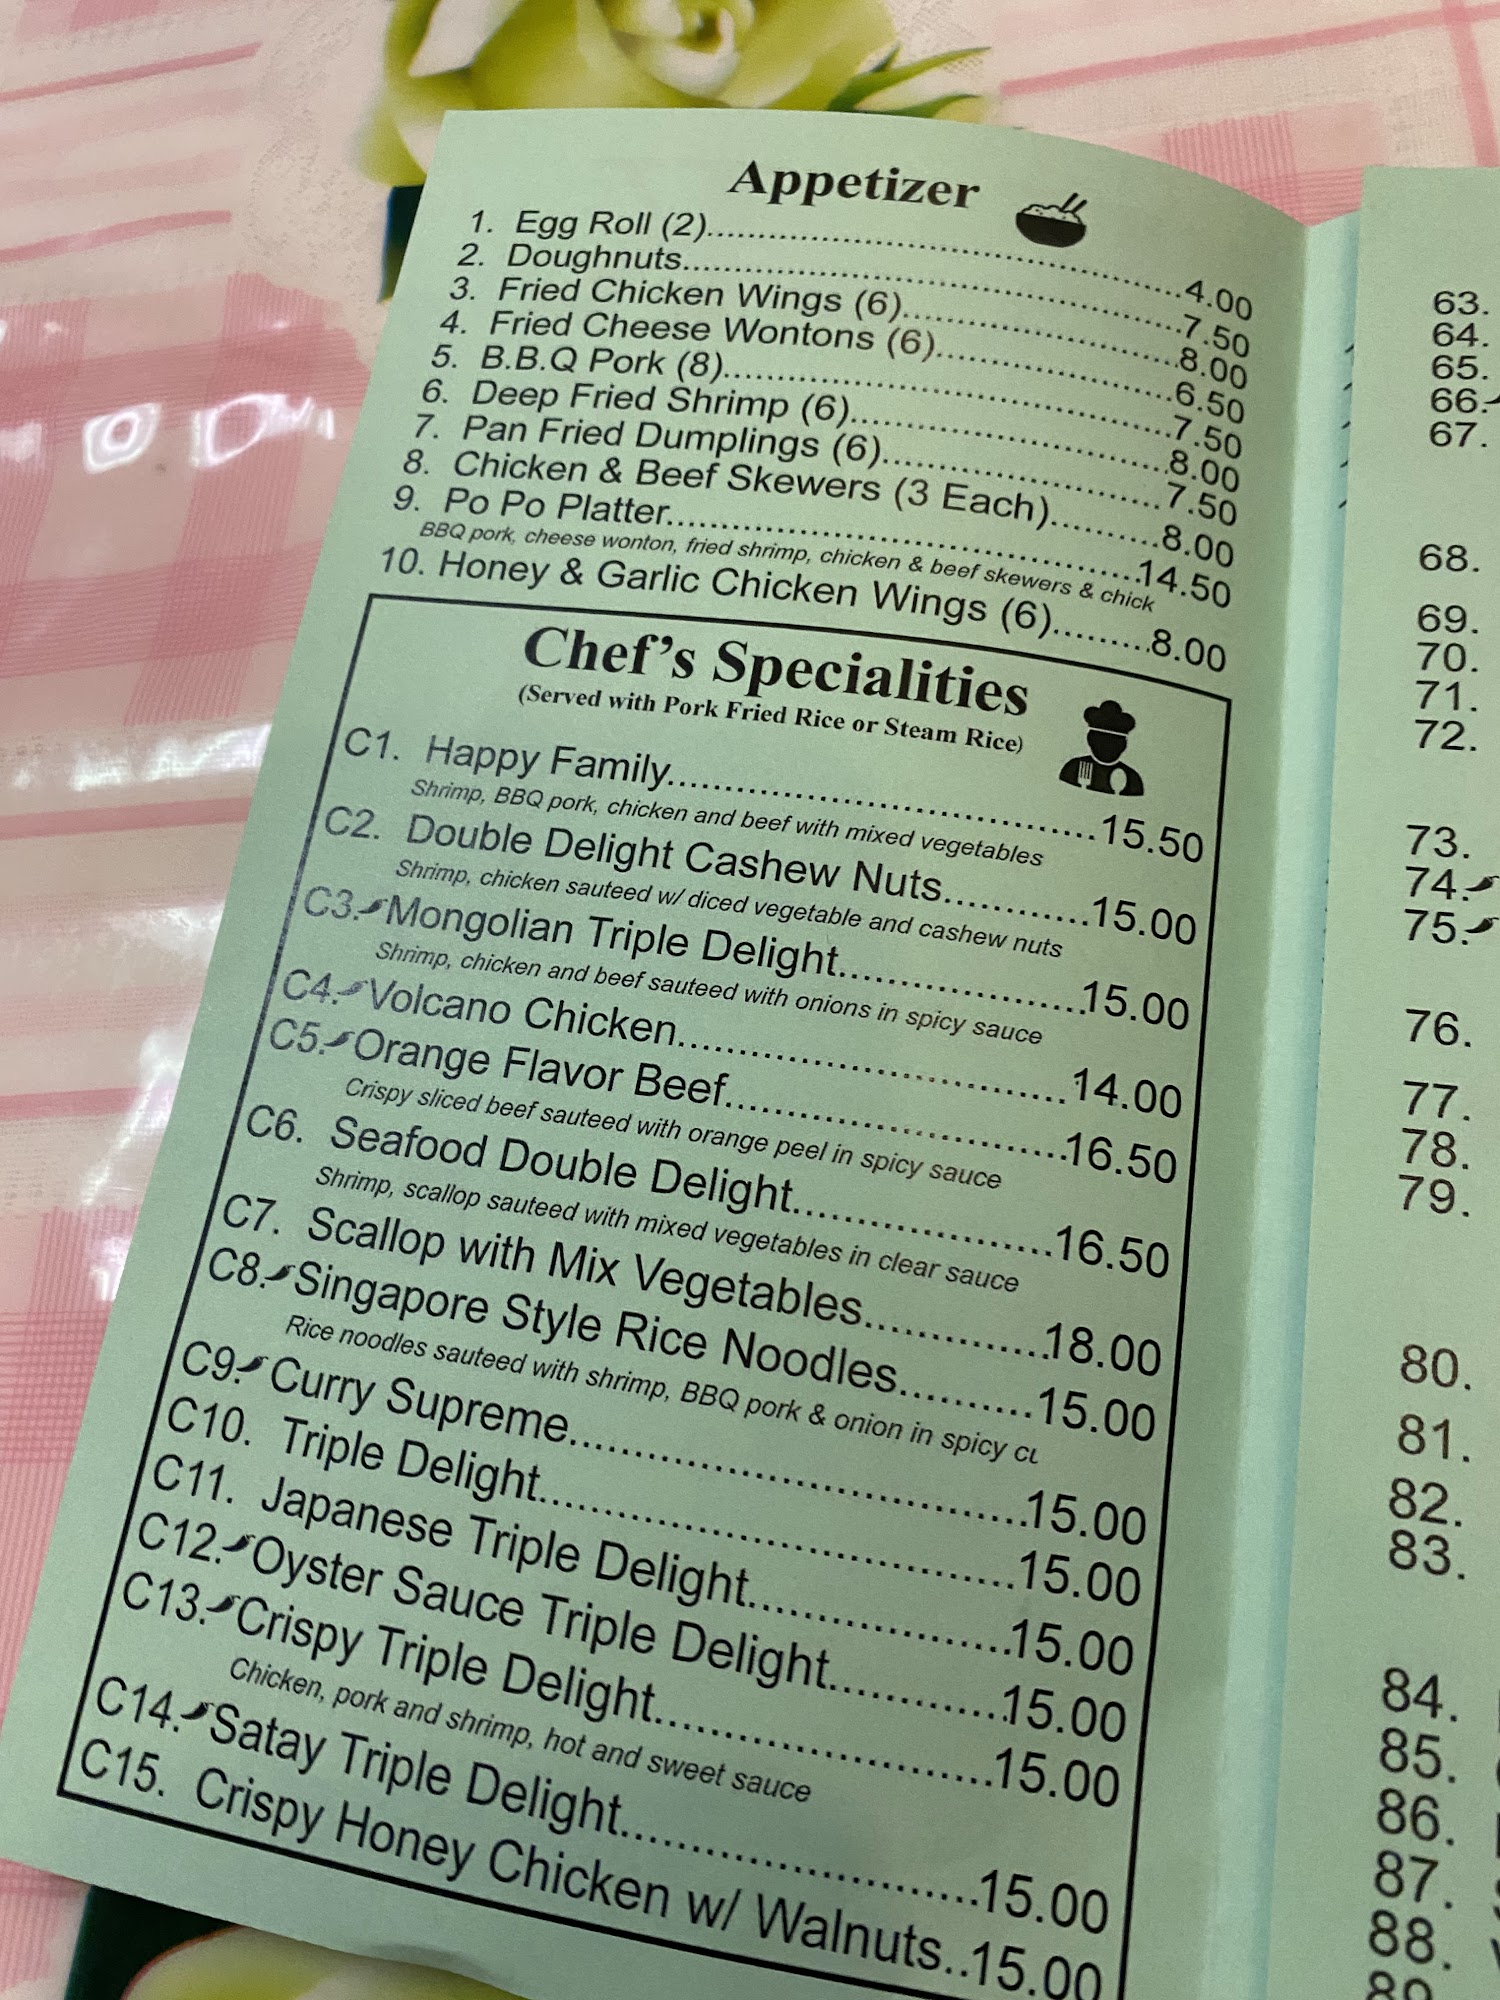 Appetizer
1. Egg Roll (2)..........4.00
2. Doughnuts..........7.50
3. Fried Chicken Wings (6)..........8.00
4. Fried Cheese Wontons (6)..........6.50
5. B.B.Q Pork (8)..........7.50
6. Deep Fried Shrimp (6)..........8.00
7. Pan Fried Dumplings (6)..........7.50
8. Chicken & Beef Skewers (3 Each)..........8.00
9. Po Po Platter..........14.50
BBQ pork, cheese wonton, fried shrimp, chicken & beef skewers & chick
10. Honey & Garlic Chicken Wings (6)..........8.00
Chef's Specialities
(Served with Pork Fried Rice or Steam Rice)
C1. Happy Family..........15.50
Shrimp, BBQ pork, chicken and beef with mixed vegetables
C2. Double Delight Cashew Nuts..........15.00
Shrimp, chicken sauteed w/ diced vegetable and cashew nuts
C3. Mongolian Triple Delight..........15.00
Shrimp, chicken and beef sauteed with onions in spicy sauce
C4. Volcano Chicken..........14.00
C5. Orange Flavor Beef..........16.50
Crispy sliced beef sauteed with orange peel in spicy sauce
C6. Seafood Double Delight..........16.50
Shrimp, scallop sauteed with mixed vegetables in clear sauce
C7. Scallop with Mix Vegetables..........18.00
C8. Singapore Style Rice Noodles..........15.00
Rice noodles sauteed with shrimp, BBQ pork & onion in spicy
C9. Curry Supreme..........15.00
C10. Triple Delight..........15.00
C11. Japanese Triple Delight..........15.00
C12. Oyster Sauce Triple Delight..........15.00
C13. Crispy Triple Delight..........15.00
Chicken, pork and shrimp, hot and sweet sauce
C14. Satay Triple Delight..........15.00
C15. Crispy Honey Chicken w/ Walnuts..15.00
63.
64.
65.
66.
67.
68.
69.
70.
71.
72.
73.
74.
75.
76.
77.
78.
79.
80.
81.
82.
83.
84.
85.
86.
87.
88.
89